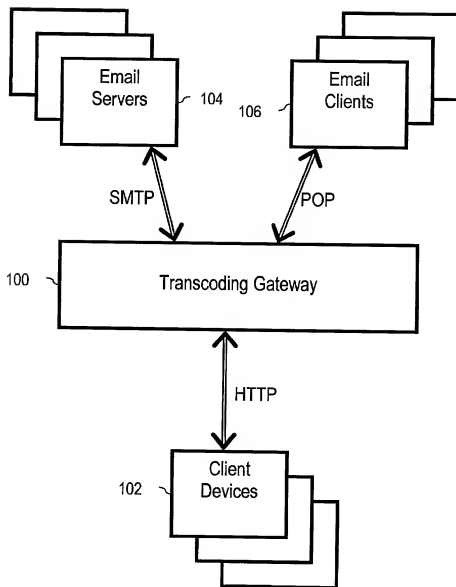 Email
Servers
104
Email
Clients
106
SMTP
POP
100
Transcoding Gateway
HTTP
Client
Devices
102